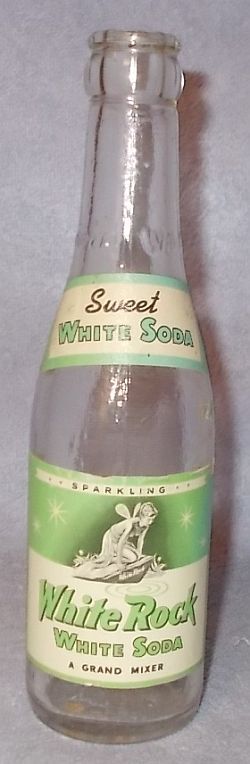 Sweet
WHITE SODA
SPARKLING
White Rock
WHITE SODA
A GRAND MIXER